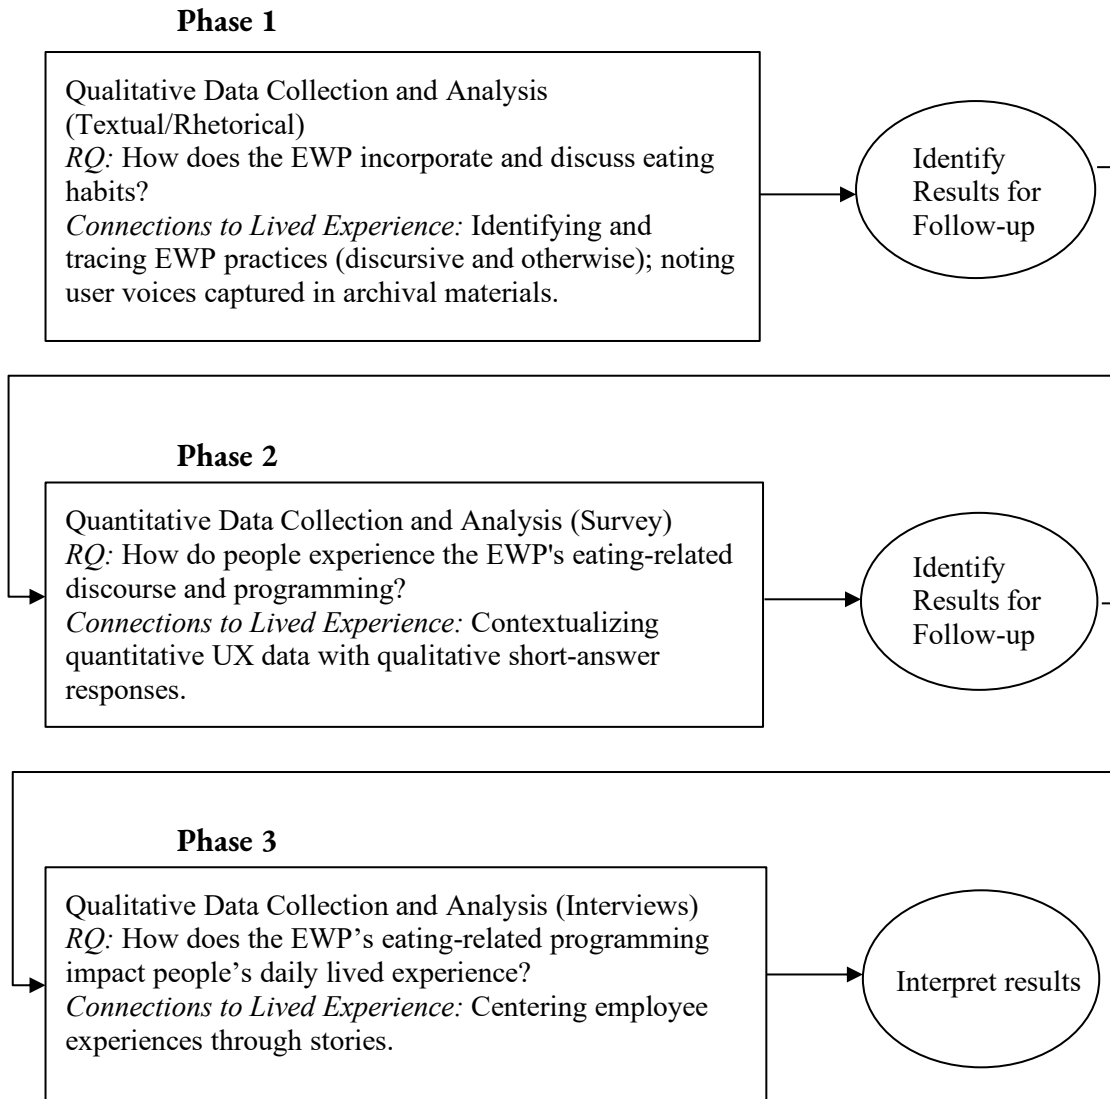 Phase 1
Qualitative Data Collection and Analysis
(Textual/Rhetorical)
RQ: How does the EWP incorporate and discuss eating
habits?
Connections to Lived Experience: Identifying and
tracing EWP practices (discursive and otherwise); noting
user voices captured in archival materials.
Identify
Results for
Follow-up
Phase 2
Quantitative Data Collection and Analysis (Survey)
RQ: How do people experience the EWP's eating-related
discourse and programming?
Connections to Lived Experience: Contextualizing
quantitative UX data with qualitative short-answer
responses.
Identify
Results for
Follow-up
Phase 3
Qualitative Data Collection and Analysis (Interviews)
RQ: How does the EWP’s eating-related programming
impact people’s daily lived experience?
Connections to Lived Experience: Centering employee
experiences through stories.
Interpret results